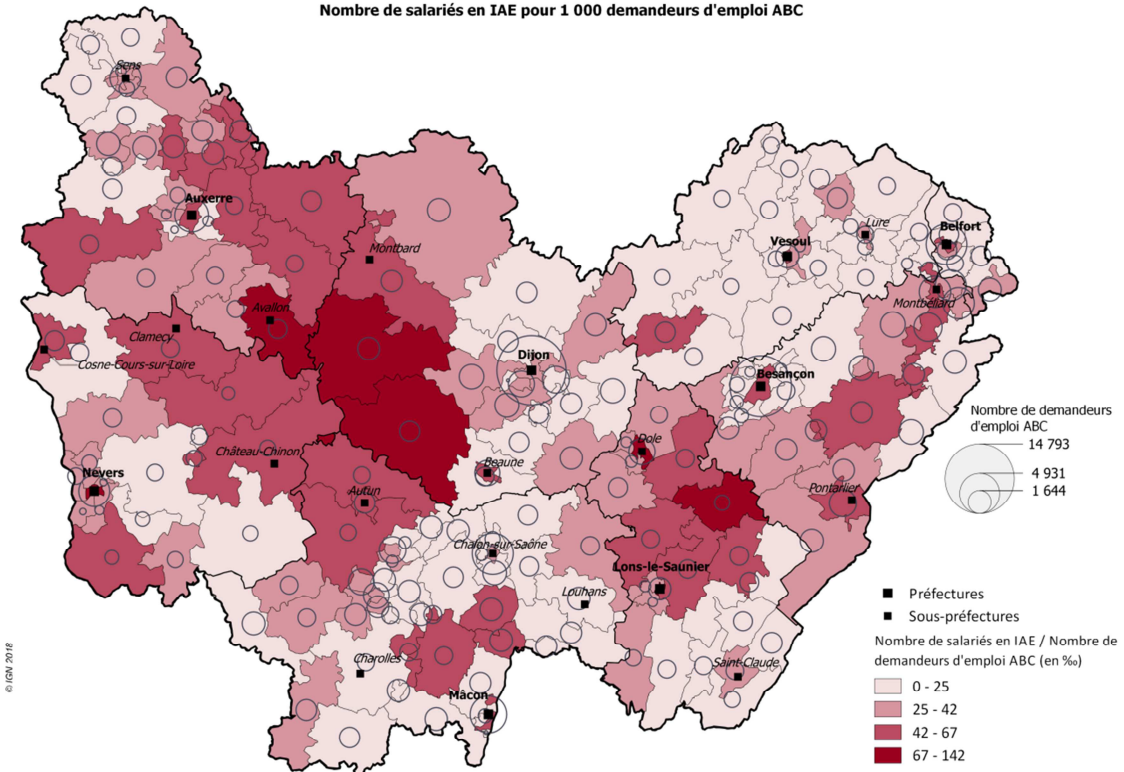 Nombre de salariés en IAE pour 1 000 demandeurs d'emploi ABC
Sens
Auxerre
Montbard
Lure
Belfort
Vesoul
Montbéliard
Avallon
Clamecy
Cosne-Cours-sur-Loire
Dijon
Besançon
Nombre de demandeurs
d'emploi ABC
14 793
4 931
1 644
Dole
Château-Chinon
Beaune
Nevers
Autun
Pontarlier
Chalon-sur-Saône
Lons-le-Saunier
Louhans
Préfectures
Sous-préfectures
Nombre de salariés en IAE / Nombre de
demandeurs d'emploi ABC (en ‰)
Charolles
Saint-Claude
Mâcon
0 - 25
25 - 42
42 - 67
67 - 142
© IGN 2018